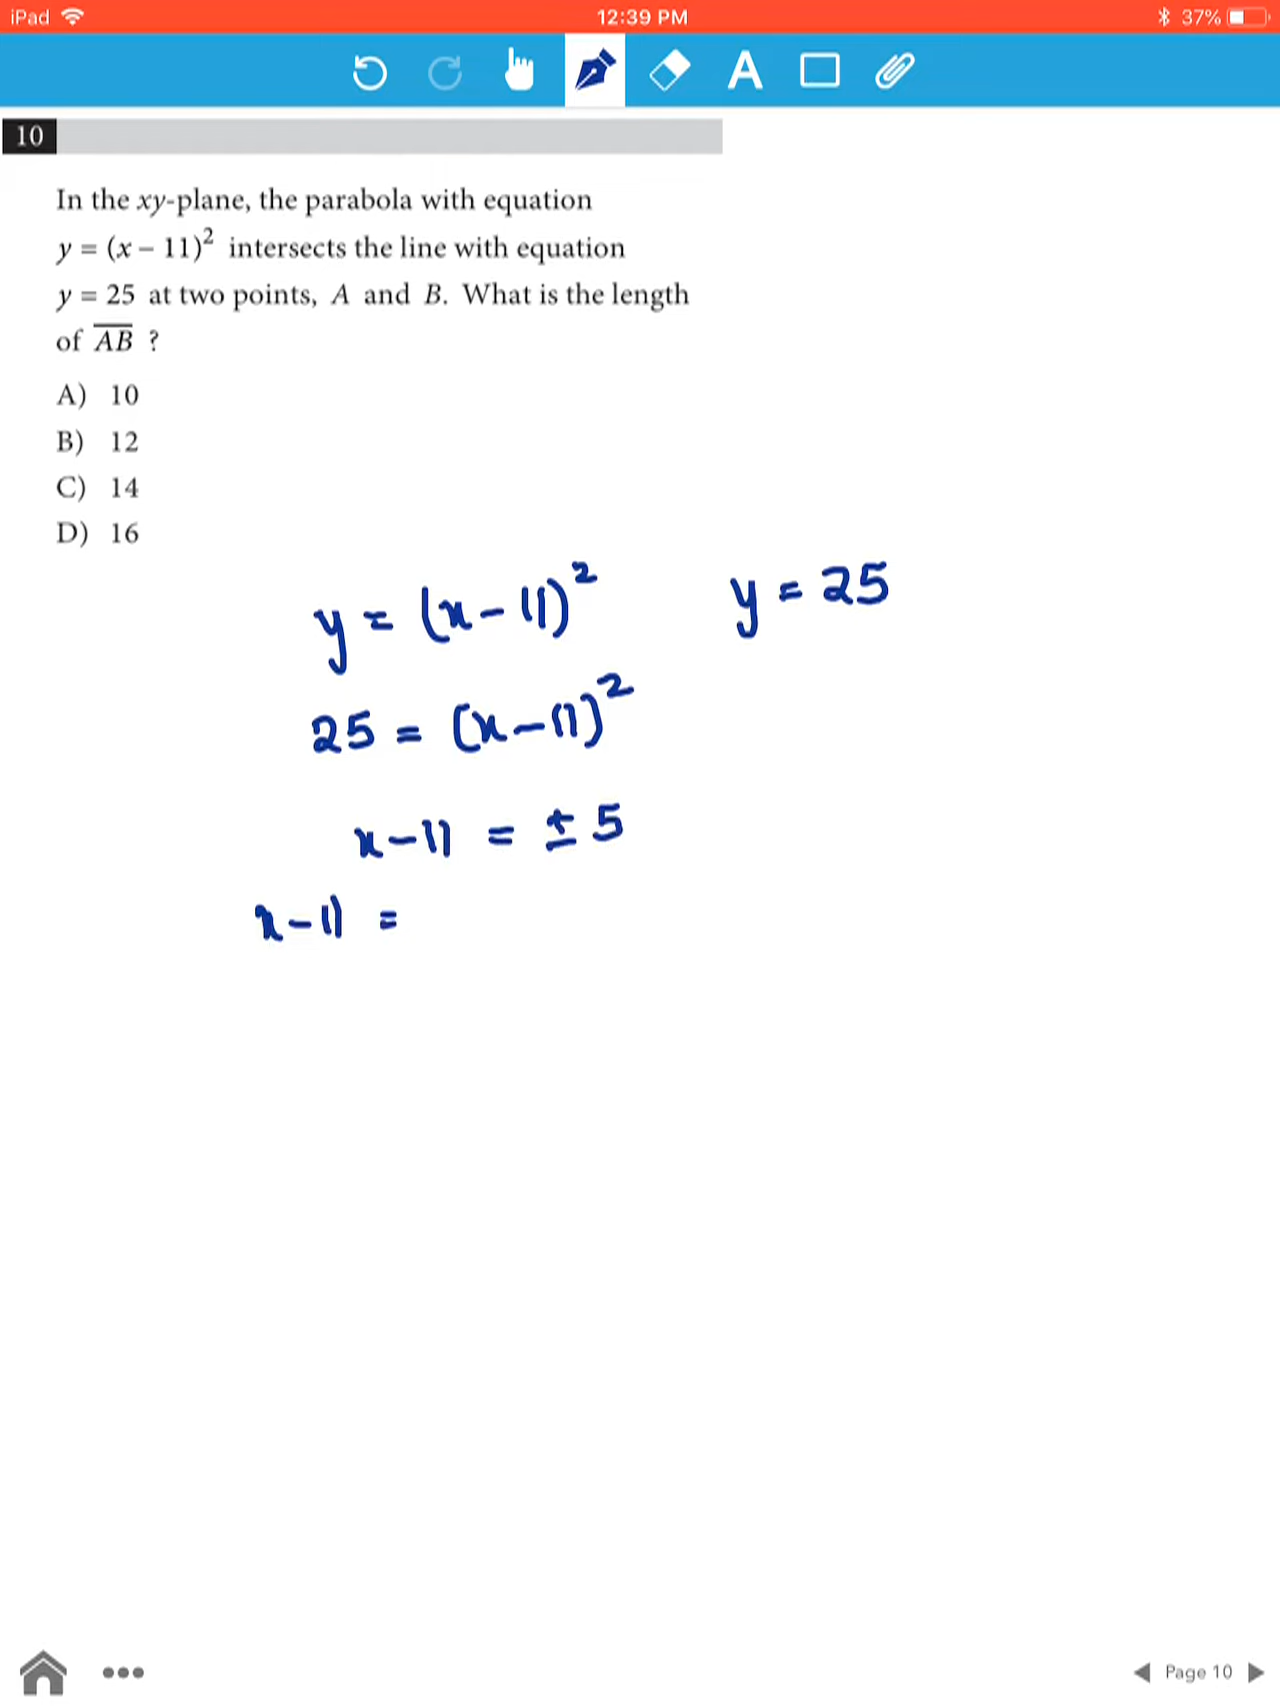 iPad 12:39 PM 37%
A
10
In the xy-plane, the parabola with equation
y = (x – 11)² intersects the line with equation
y = 25 at two points, A and B. What is the length
of A̅B̅ ?
A) 10
B) 12
C) 14
D) 16
y = (x – 11)² y = 25
25 = (x – 11)²
x – 11 = ± 5
x – 11 =
Page 10